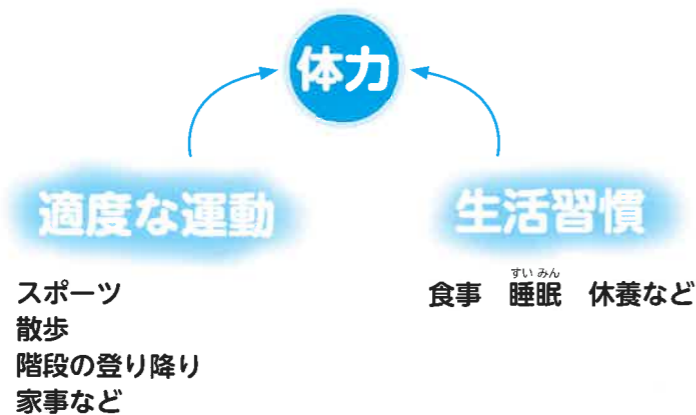 体力
適度な運動
生活習慣
スポーツ
散歩
階段の登り降り
家事など
すいみん
食事　睡眠　休養など